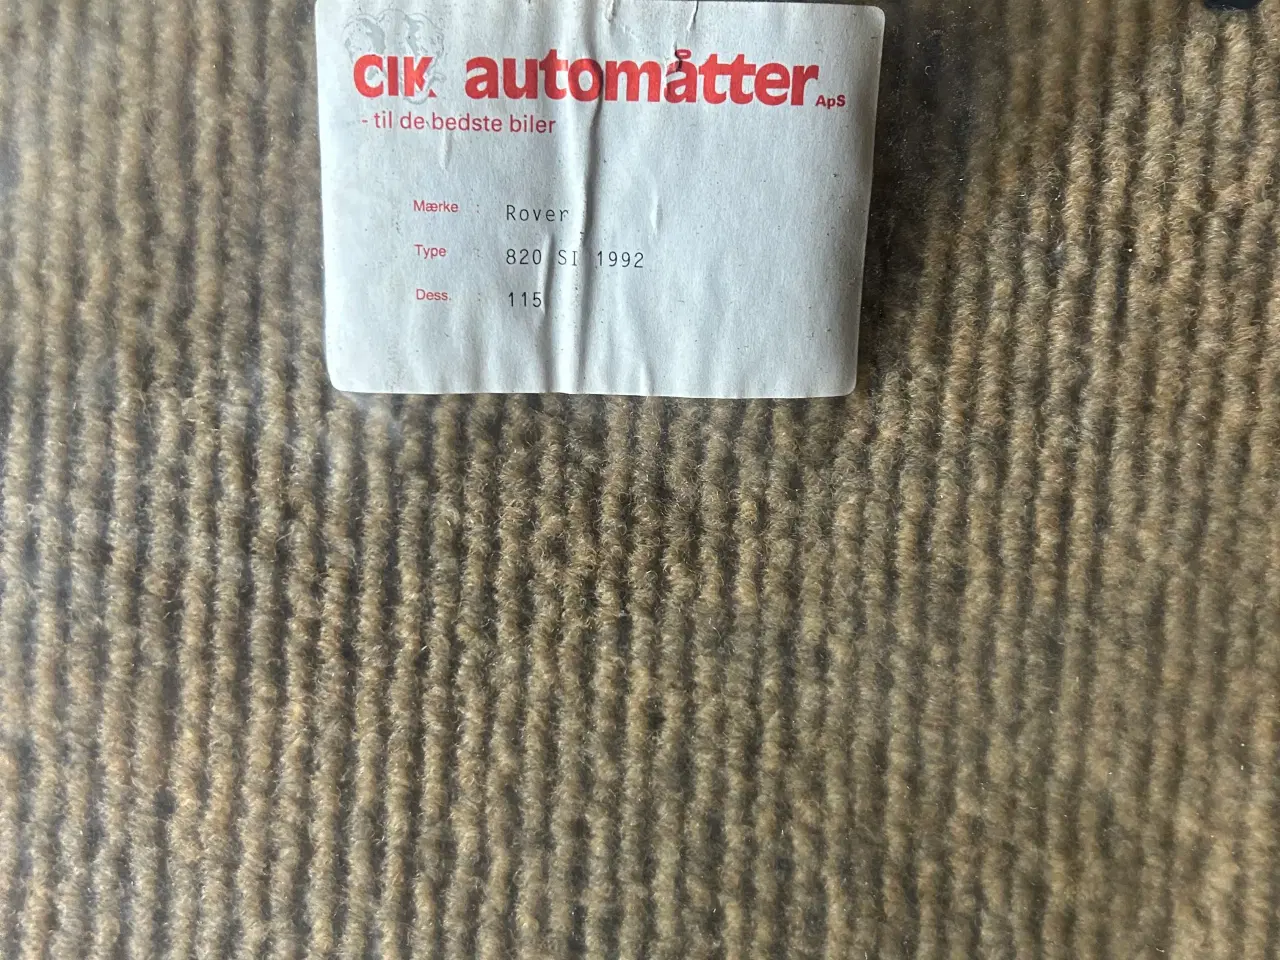 CIK automåtter ApS
- til de bedste biler
Mærke : Rover
Type : 820 SI 1992
Dess. : 115